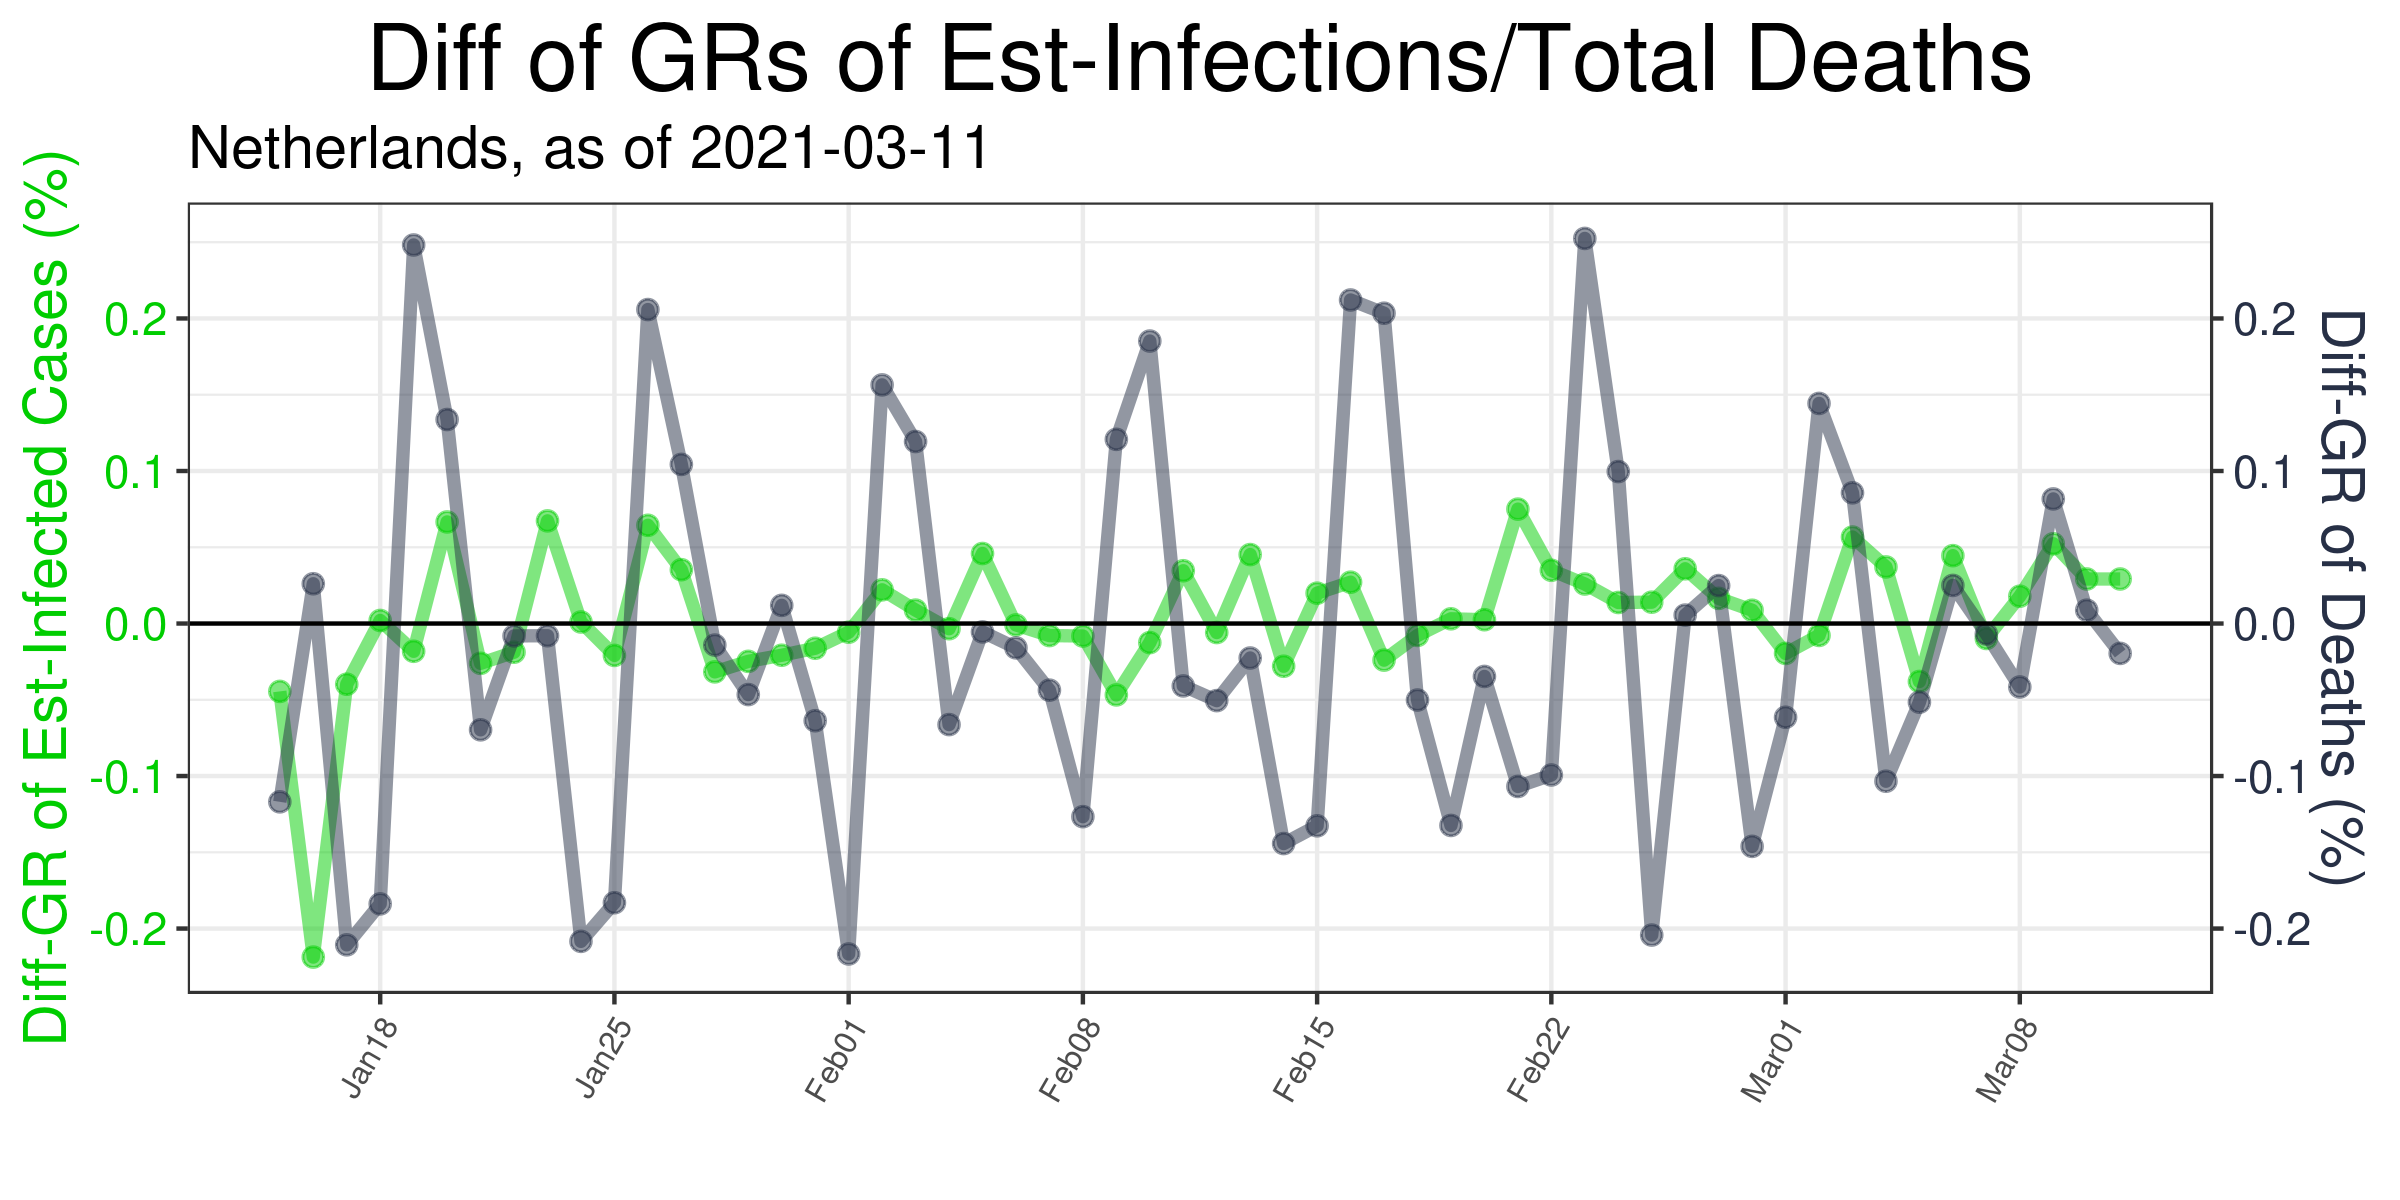 Diff of GRs of Est-Infections/Total Deaths
Netherlands, as of 2021-03-11
Diff-GR of Est-Infected Cases (%)
0.2
0.1
0.0
-0.1
-0.2
0.2
0.1
0.0
-0.1
-0.2
Diff-GR of Deaths (%)
Jan18
Jan25
Feb01
Feb08
Feb15
Feb22
Mar01
Mar08